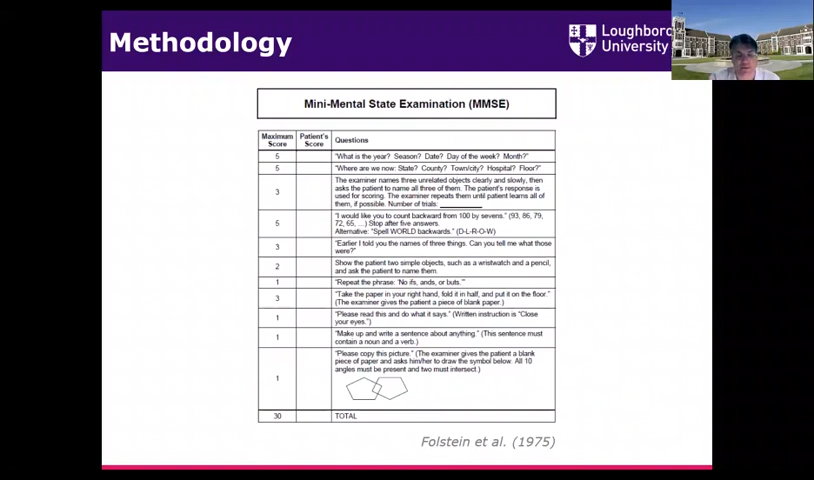 Methodology
Loughboro
University
Mini-Mental State Examination (MMSE)
Maximum Score
Patient's Score
Questions
5
"What is the year? Season? Date? Day of the week? Month?"
5
"Where are we now: State? County? Town/city? Hospital? Floor?"
3
The examiner names three unrelated objects clearly and slowly, then
asks the patient to name all three of them. The patient's response is
used for scoring. The examiner repeats them until patient learns all of
them, if possible. Number of trials: ________
5
"I would like you to count backward from 100 by sevens." (93, 86, 79,
72, 65, …) Stop after five answers.
Alternative: "Spell WORLD backwards." (D-L-R-O-W)
3
"Earlier I told you the names of three things. Can you tell me what those
were?"
2
Show the patient two simple objects, such as a wristwatch and a pencil,
and ask the patient to name them.
1
"Repeat the phrase: 'No ifs, ands, or buts.'"
3
"Take the paper in your right hand, fold it in half, and put it on the floor."
(The examiner gives the patient a piece of blank paper.)
1
"Please read this and do what it says." (Written instruction is "Close
your eyes.")
1
"Make up and write a sentence about anything." (This sentence must
contain a noun and a verb.)
1
"Please copy this picture." (The examiner gives the patient a blank
piece of paper and asks him/her to draw the symbol below. All 10
angles must be present and two must intersect.)
30
TOTAL
Folstein et al. (1975)